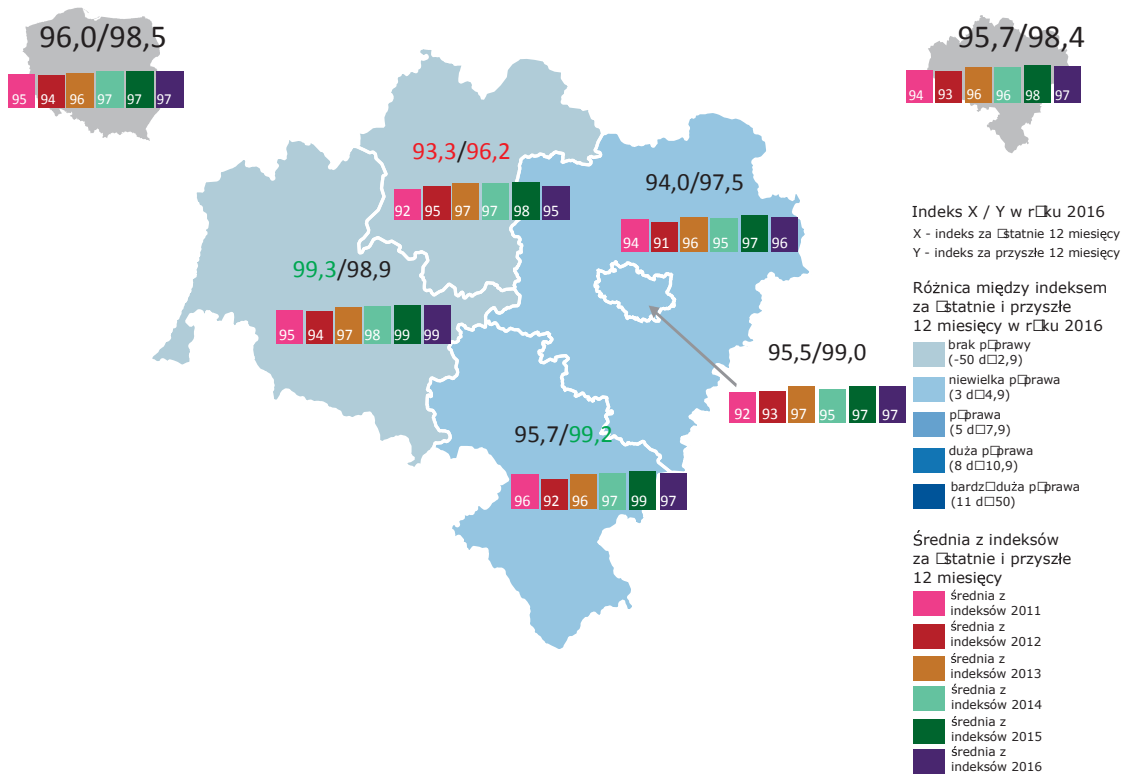 96,0/98,5
95 94 96 97 97 97
95,7/98,4
94 93 96 96 98 97
93,3/96,2
92 95 97 97 98 95
94,0/97,5
94 91 96 95 97 96
99,3/98,9
95 94 97 98 99 99
95,5/99,0
92 93 97 95 97 97
95,7/99,2
96 92 96 97 99 97
Indeks X / Y w r□ku 2016
X - indeks za □statnie 12 miesięcy
Y - indeks za przyszłe 12 miesięcy
Różnica między indeksem
za □statnie i przyszłe
12 miesięcy w r□ku 2016
brak p□prawy
(-50 d□2,9)
niewielka p□prawa
(3 d□4,9)
p□prawa
(5 d□7,9)
duża p□prawa
(8 d□10,9)
bardz□duża p□prawa
(11 d□50)
Średnia z indeksów
za □statnie i przyszłe
12 miesięcy
średnia z
indeksów 2011
średnia z
indeksów 2012
średnia z
indeksów 2013
średnia z
indeksów 2014
średnia z
indeksów 2015
średnia z
indeksów 2016